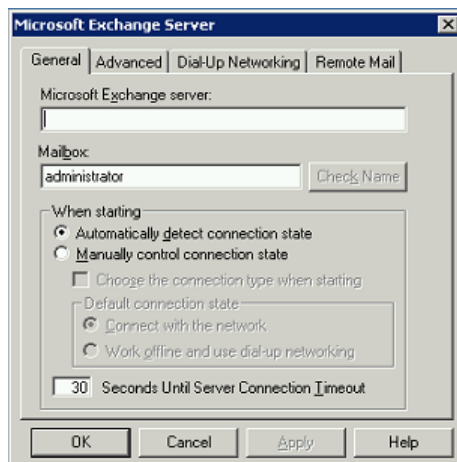 Microsoft Exchange Server
General Advanced Dial-Up Networking Remote Mail
Microsoft Exchange server:
Mailbox:
administrator Check Name
When starting
Automatically detect connection state
Manually control connection state
Choose the connection type when starting
Default connection state
Connect with the network
Work offline and use dial-up networking
30 Seconds Until Server Connection Timeout
OK Cancel Apply Help